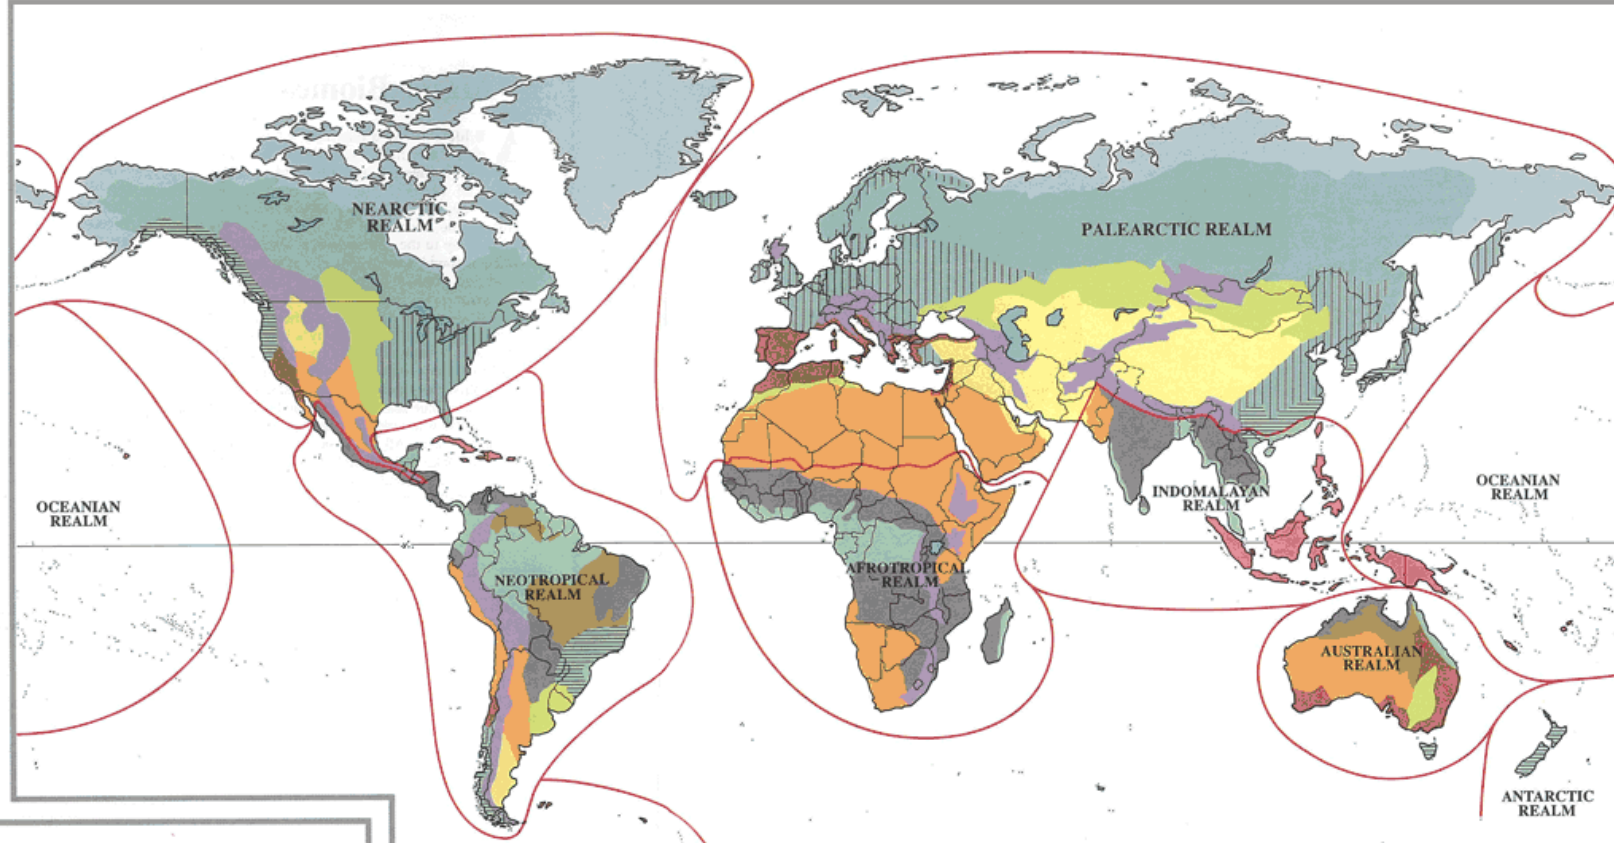 NEARCTIC
REALM
PALEARCTIC REALM
OCEANIAN
REALM
INDOMALAYAN
REALM
OCEANIAN
REALM
NEOTROPICAL
REALM
AFROTROPICAL
REALM
AUSTRALIAN
REALM
ANTARCTIC
REALM